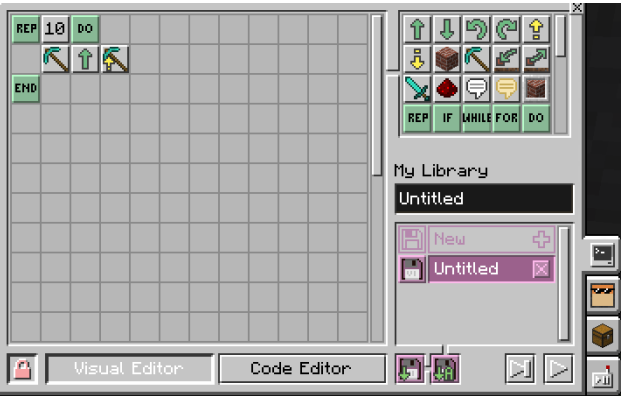 REP 10 DO
END
REP IF WHILE FOR DO
My Library
Untitled
New
Untitled
Visual Editor
Code Editor